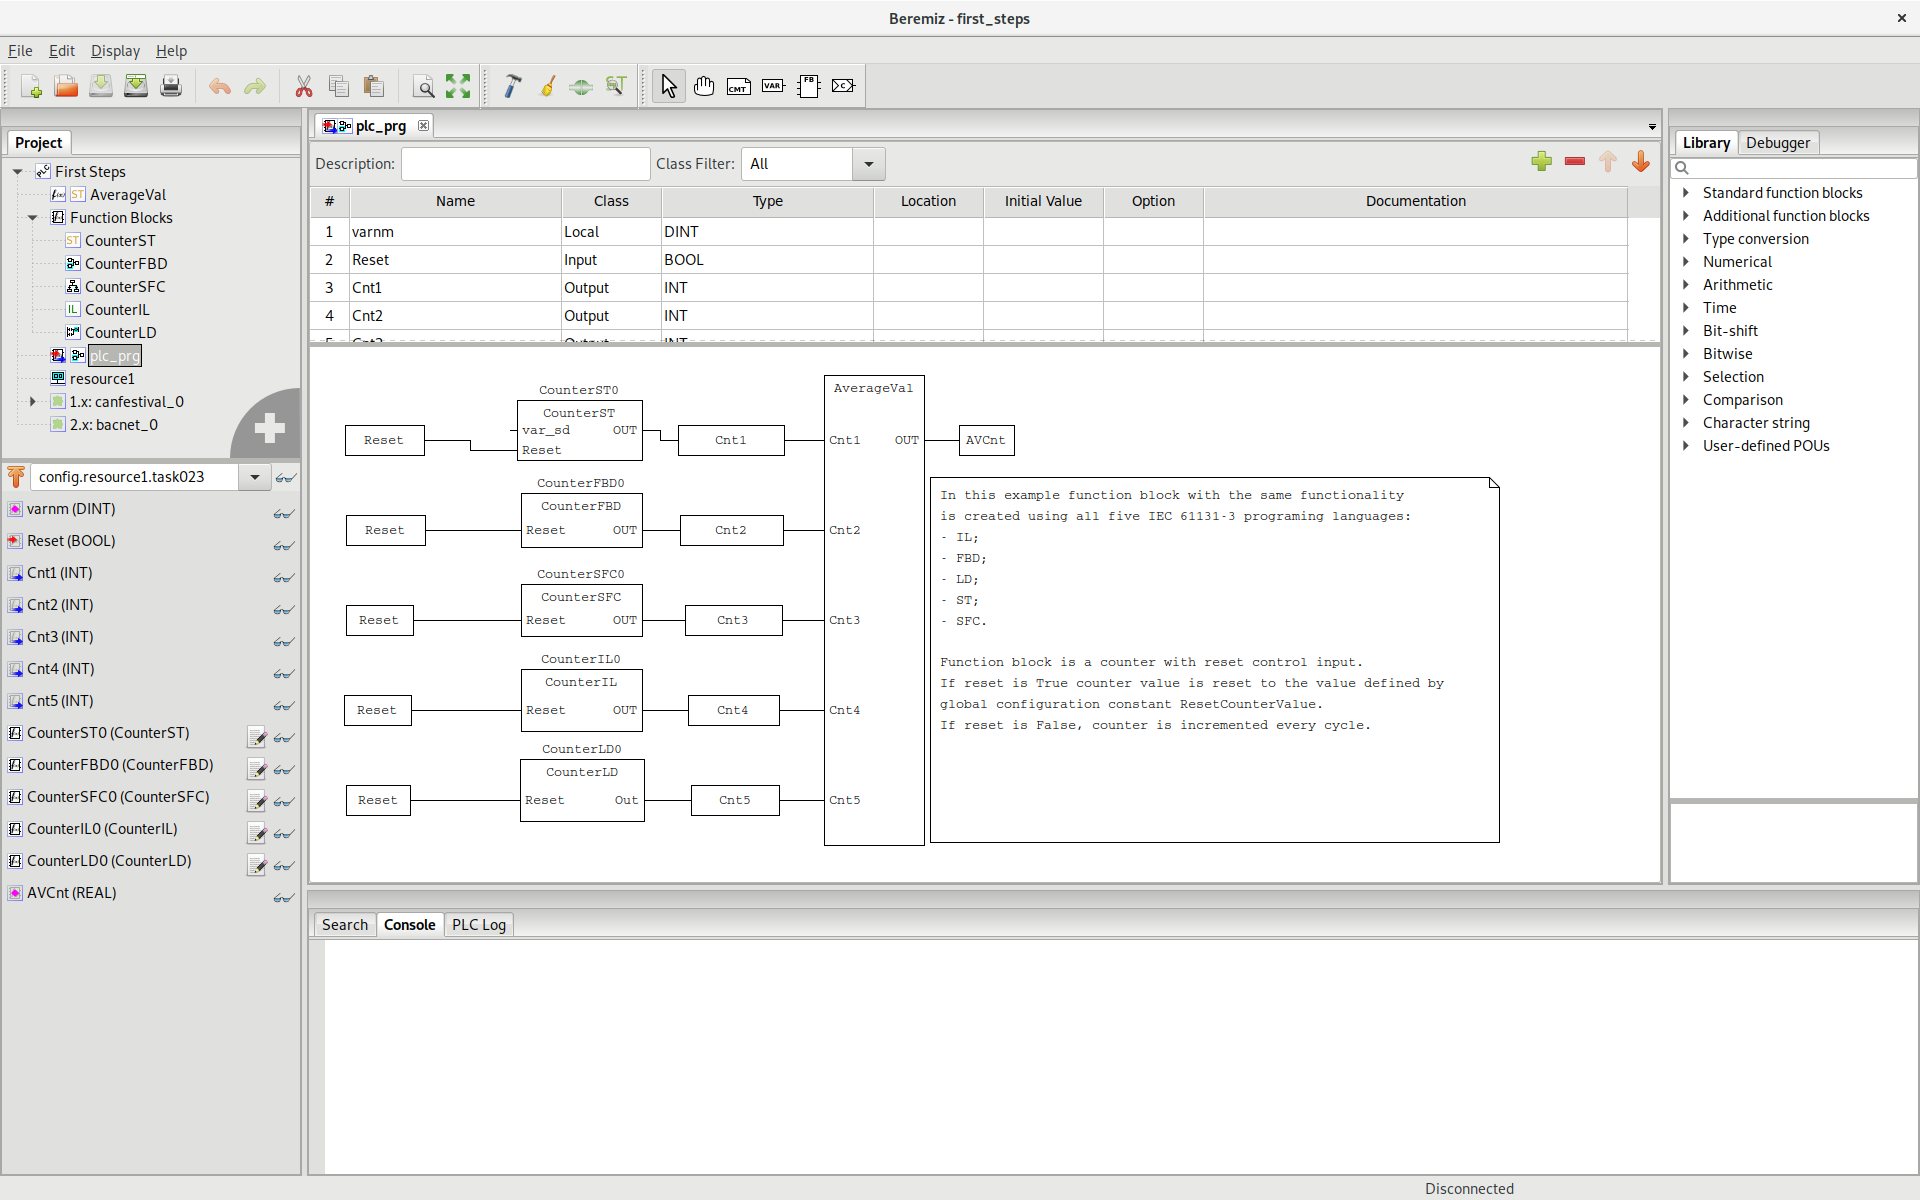 Beremiz - first_steps
File Edit Display Help
CMT VAR FB C
Project
First Steps
ST AverageVal
Function Blocks
ST CounterST
CounterFBD
CounterSFC
IL CounterIL
CounterLD
plc_prg
resource1
1.x: canfestival_0
2.x: bacnet_0
config.resource1.task023
varnm (DINT)
Reset (BOOL)
Cnt1 (INT)
Cnt2 (INT)
Cnt3 (INT)
Cnt4 (INT)
Cnt5 (INT)
CounterST0 (CounterST)
CounterFBD0 (CounterFBD)
CounterSFC0 (CounterSFC)
CounterIL0 (CounterIL)
CounterLD0 (CounterLD)
AVCnt (REAL)
plc_prg
Description: Class Filter: All
# Name Class Type Location Initial Value Option Documentation
1 varnm Local DINT
2 Reset Input BOOL
3 Cnt1 Output INT
4 Cnt2 Output INT
CounterST0
CounterST
var_sd OUT
Reset
Reset Cnt1
CounterFBD0
CounterFBD
Reset Reset OUT Cnt2
CounterSFC0
CounterSFC
Reset Reset OUT Cnt3
CounterIL0
CounterIL
Reset Reset OUT Cnt4
CounterLD0
CounterLD
Reset Reset Out Cnt5
AverageVal
Cnt1 OUT AVCnt
Cnt2
Cnt3
Cnt4
Cnt5
In this example function block with the same functionality
is created using all five IEC 61131-3 programing languages:
- IL;
- FBD;
- LD;
- ST;
- SFC.
Function block is a counter with reset control input.
If reset is True counter value is reset to the value defined by
global configuration constant ResetCounterValue.
If reset is False, counter is incremented every cycle.
Library Debugger
Standard function blocks
Additional function blocks
Type conversion
Numerical
Arithmetic
Time
Bit-shift
Bitwise
Selection
Comparison
Character string
User-defined POUs
Search Console PLC Log
Disconnected